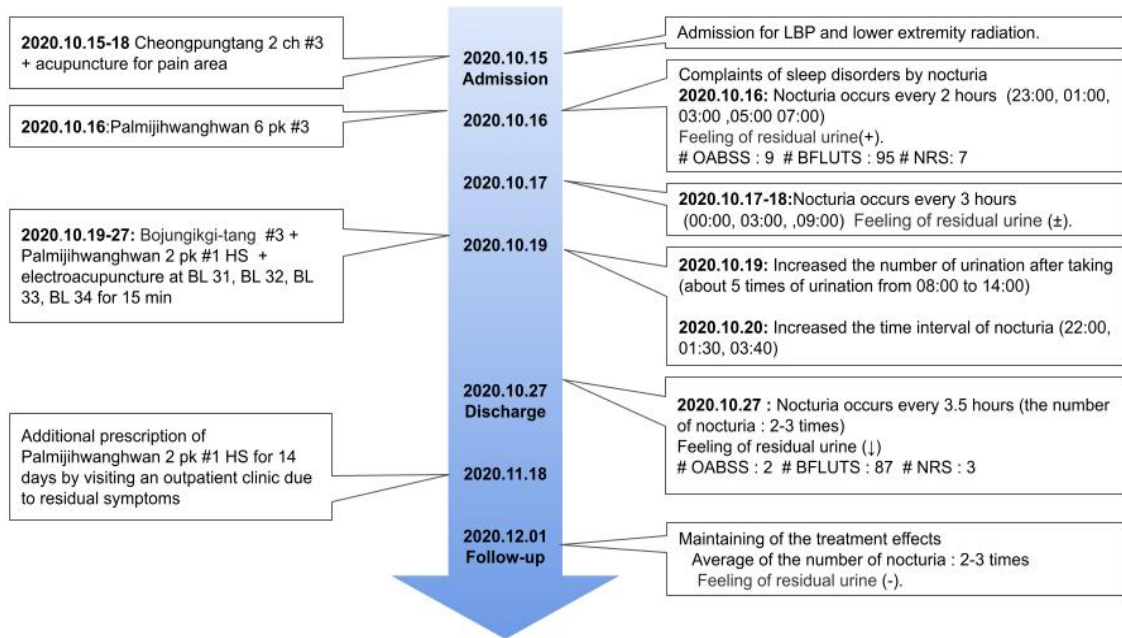 2020.10.15-18 Cheongpungtang 2 ch #3
+ acupuncture for pain area
2020.10.16:Palmijihwanghwan 6 pk #3
2020.10.19-27: Bojungikgi-tang #3 +
Palmijihwanghwan 2 pk #1 HS +
electroacupuncture at BL 31, BL 32, BL
33, BL 34 for 15 min
Additional prescription of
Palmijihwanghwan 2 pk #1 HS for 14
days by visiting an outpatient clinic due
to residual symptoms
2020.10.15
Admission
2020.10.16
2020.10.17
2020.10.19
2020.10.27
Discharge
2020.11.18
2020.12.01
Follow-up
Admission for LBP and lower extremity radiation.
Complaints of sleep disorders by nocturia
2020.10.16: Nocturia occurs every 2 hours (23:00, 01:00,
03:00 ,05:00 07:00)
Feeling of residual urine(+).
# OABSS : 9 # BFLUTS : 95 # NRS: 7
2020.10.17-18:Nocturia occurs every 3 hours
(00:00, 03:00, ,09:00) Feeling of residual urine (±).
2020.10.19: Increased the number of urination after taking
(about 5 times of urination from 08:00 to 14:00)
2020.10.20: Increased the time interval of nocturia (22:00,
01:30, 03:40)
2020.10.27 : Nocturia occurs every 3.5 hours (the number
of nocturia : 2-3 times)
Feeling of residual urine (↓)
# OABSS : 2 # BFLUTS : 87 # NRS : 3
Maintaining of the treatment effects
Average of the number of nocturia : 2-3 times
Feeling of residual urine (-).